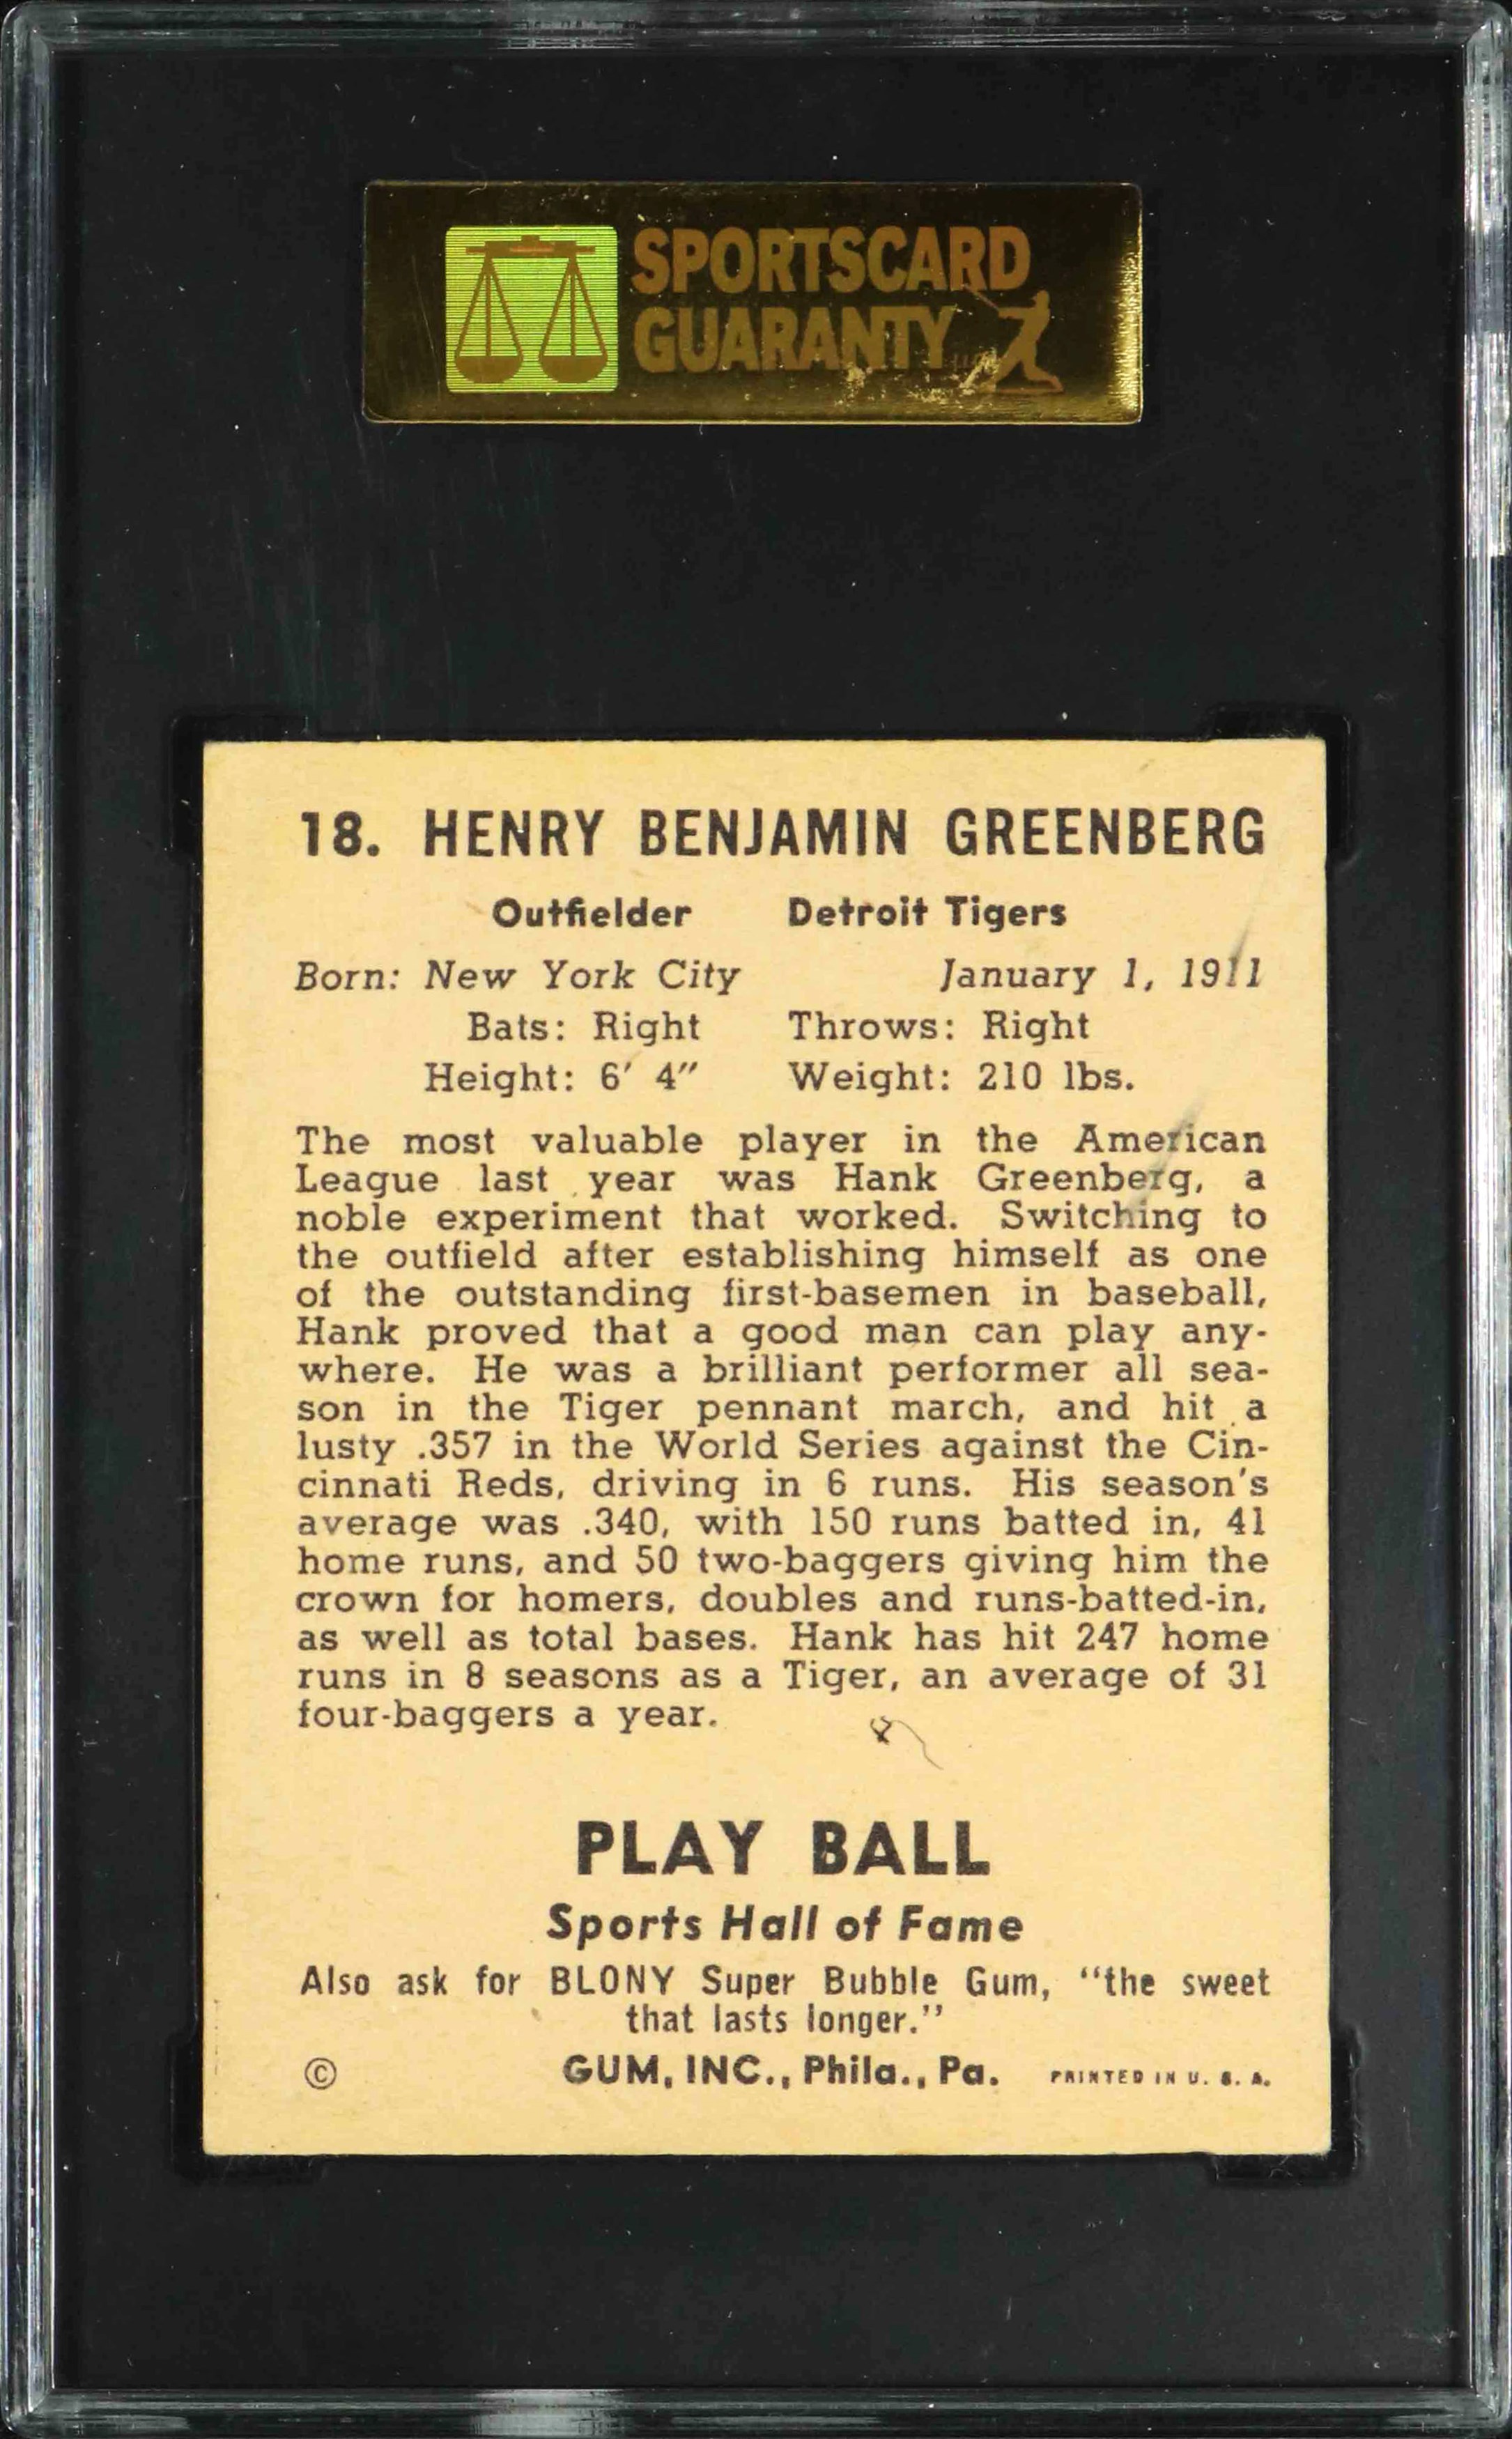 SPORTSCARD
GUARANTY
18. HENRY BENJAMIN GREENBERG
Outfielder Detroit Tigers
Born: New York City January 1, 1911
Bats: Right Throws: Right
Height: 6′ 4″ Weight: 210 lbs.
The most valuable player in the American
League last year was Hank Greenberg, a
noble experiment that worked. Switching to
the outfield after establishing himself as one
of the outstanding first-basemen in baseball,
Hank proved that a good man can play any-
where. He was a brilliant performer all sea-
son in the Tiger pennant march, and hit a
lusty .357 in the World Series against the Cin-
cinnati Reds, driving in 6 runs. His season's
average was .340, with 150 runs batted in, 41
home runs, and 50 two-baggers giving him the
crown for homers, doubles and runs-batted-in,
as well as total bases. Hank has hit 247 home
runs in 8 seasons as a Tiger, an average of 31
four-baggers a year.
PLAY BALL
Sports Hall of Fame
Also ask for BLONY Super Bubble Gum, "the sweet
that lasts longer."
© GUM, INC., Phila., Pa. PRINTED IN U. S. A.